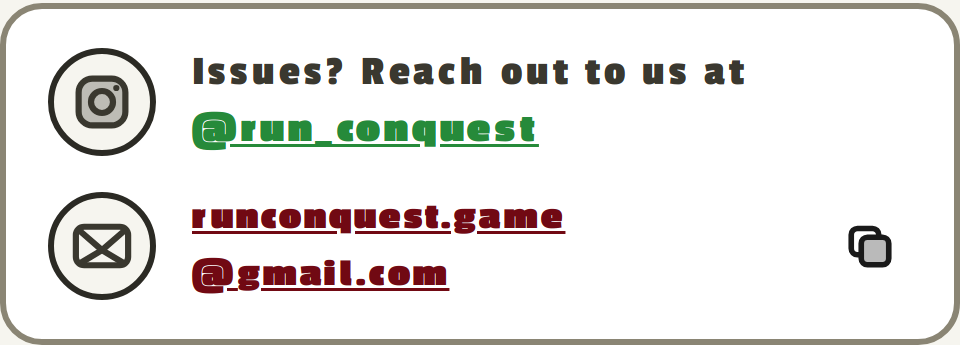 Issues? Reach out to us at
@run_conquest
runconquest.game
@gmail.com